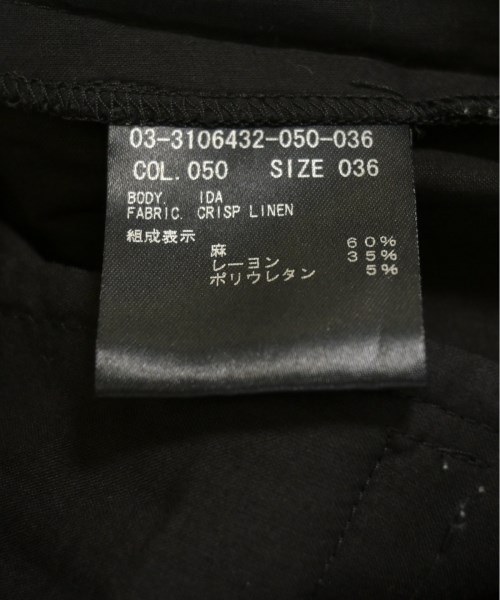 03-3106432-050-036
COL.050 SIZE 036
BODY. IDA
FABRIC. CRISP LINEN
組成表示
麻 60%
レーヨン 35%
ポリウレタン 5%